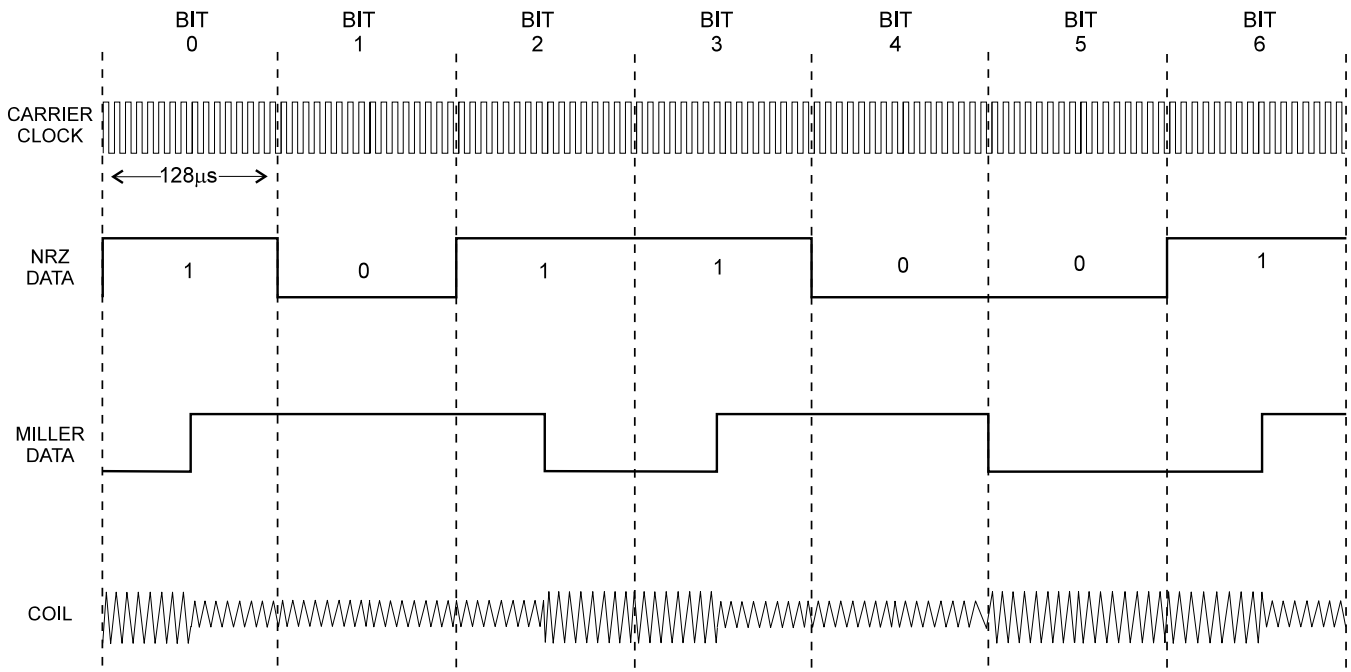 BIT 0
BIT 1
BIT 2
BIT 3
BIT 4
BIT 5
BIT 6
CARRIER
CLOCK
128µs
NRZ
DATA
1 0 1 1 0 0 1
MILLER
DATA
COIL